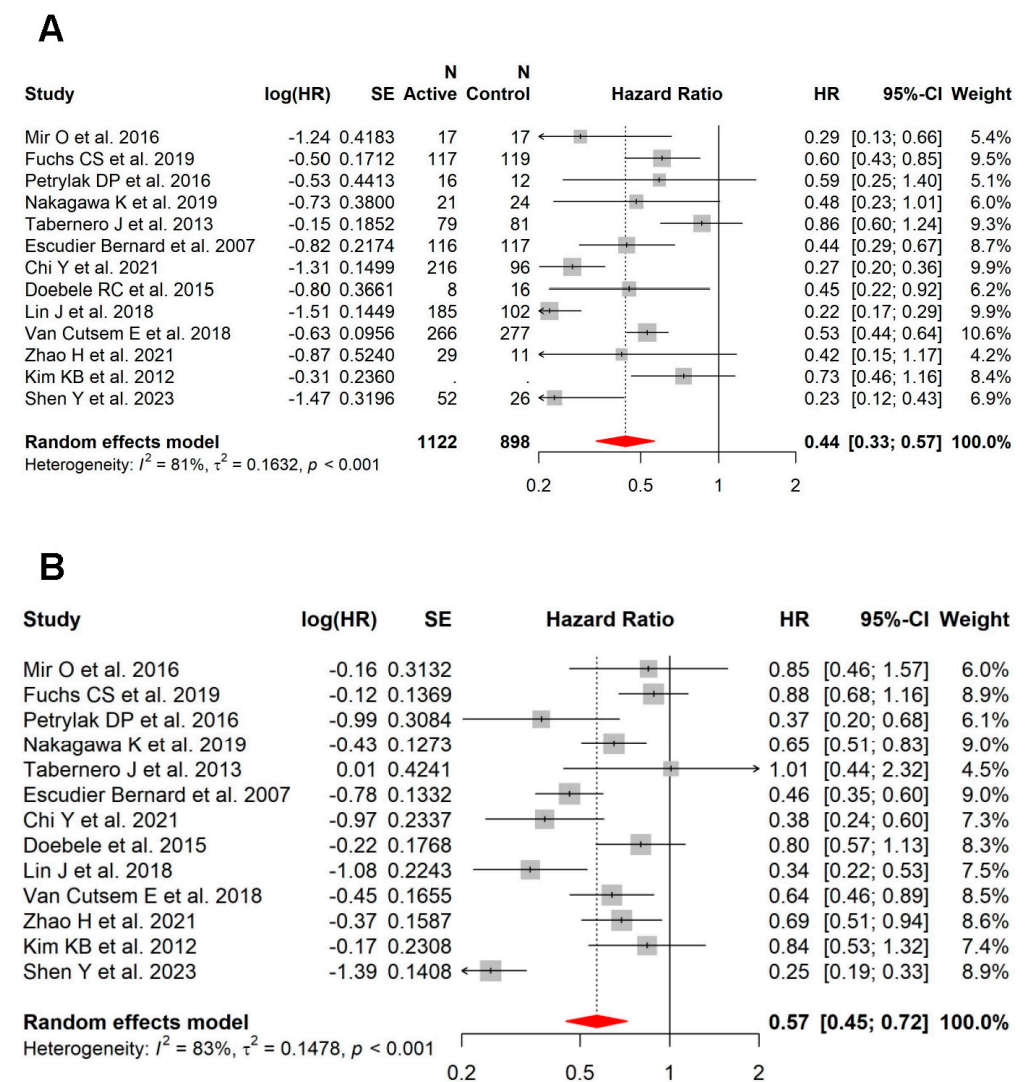 A
N N
Study log(HR) SE Active Control Hazard Ratio HR 95%-CI Weight
Mir O et al. 2016 -1.24 0.4183 17 17 0.29 [0.13; 0.66] 5.4%
Fuchs CS et al. 2019 -0.50 0.1712 117 119 0.60 [0.43; 0.85] 9.5%
Petrylak DP et al. 2016 -0.53 0.4413 16 12 0.59 [0.25; 1.40] 5.1%
Nakagawa K et al. 2019 -0.73 0.3800 21 24 0.48 [0.23; 1.01] 6.0%
Tabernero J et al. 2013 -0.15 0.1852 79 81 0.86 [0.60; 1.24] 9.3%
Escudier Bernard et al. 2007 -0.82 0.2174 116 117 0.44 [0.29; 0.67] 8.7%
Chi Y et al. 2021 -1.31 0.1499 216 96 0.27 [0.20; 0.36] 9.9%
Doebele RC et al. 2015 -0.80 0.3661 8 16 0.45 [0.22; 0.92] 6.2%
Lin J et al. 2018 -1.51 0.1449 185 102 0.22 [0.17; 0.29] 9.9%
Van Cutsem E et al. 2018 -0.63 0.0956 266 277 0.53 [0.44; 0.64] 10.6%
Zhao H et al. 2021 -0.87 0.5240 29 11 0.42 [0.15; 1.17] 4.2%
Kim KB et al. 2012 -0.31 0.2360 . . 0.73 [0.46; 1.16] 8.4%
Shen Y et al. 2023 -1.47 0.3196 52 26 0.23 [0.12; 0.43] 6.9%
Random effects model 1122 898 0.44 [0.33; 0.57] 100.0%
Heterogeneity: I² = 81%, τ² = 0.1632, p < 0.001
0.2 0.5 1 2
B
Study log(HR) SE Hazard Ratio HR 95%-CI Weight
Mir O et al. 2016 -0.16 0.3132 0.85 [0.46; 1.57] 6.0%
Fuchs CS et al. 2019 -0.12 0.1369 0.88 [0.68; 1.16] 8.9%
Petrylak DP et al. 2016 -0.99 0.3084 0.37 [0.20; 0.68] 6.1%
Nakagawa K et al. 2019 -0.43 0.1273 0.65 [0.51; 0.83] 9.0%
Tabernero J et al. 2013 0.01 0.4241 1.01 [0.44; 2.32] 4.5%
Escudier Bernard et al. 2007 -0.78 0.1332 0.46 [0.35; 0.60] 9.0%
Chi Y et al. 2021 -0.97 0.2337 0.38 [0.24; 0.60] 7.3%
Doebele et al. 2015 -0.22 0.1768 0.80 [0.57; 1.13] 8.3%
Lin J et al. 2018 -1.08 0.2243 0.34 [0.22; 0.53] 7.5%
Van Cutsem E et al. 2018 -0.45 0.1655 0.64 [0.46; 0.89] 8.5%
Zhao H et al. 2021 -0.37 0.1587 0.69 [0.51; 0.94] 8.6%
Kim KB et al. 2012 -0.17 0.2308 0.84 [0.53; 1.32] 7.4%
Shen Y et al. 2023 -1.39 0.1408 0.25 [0.19; 0.33] 8.9%
Random effects model 0.57 [0.45; 0.72] 100.0%
Heterogeneity: I² = 83%, τ² = 0.1478, p < 0.001
0.2 0.5 1 2